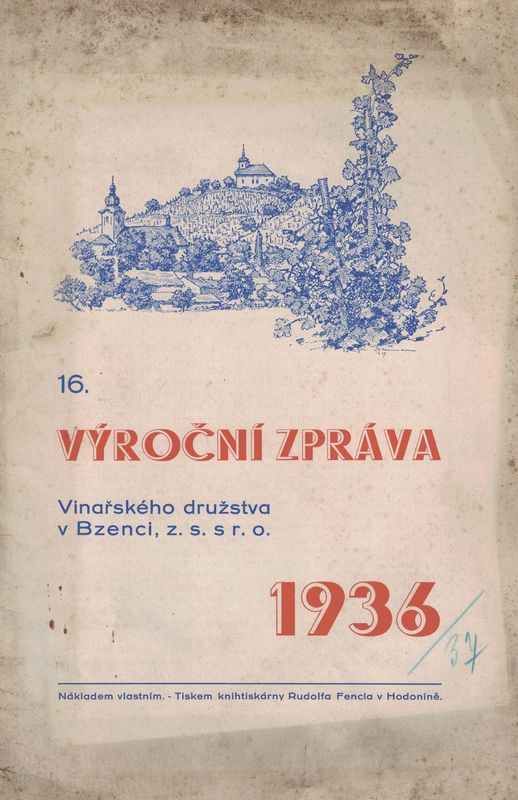 16.
VÝROČNÍ ZPRÁVA
Vinařského družstva
v Bzenci, z. s. s r. o.
1936
/37
Nákladem vlastním. - Tiskem knihtiskárny Rudolfa Fencla v Hodoníně.